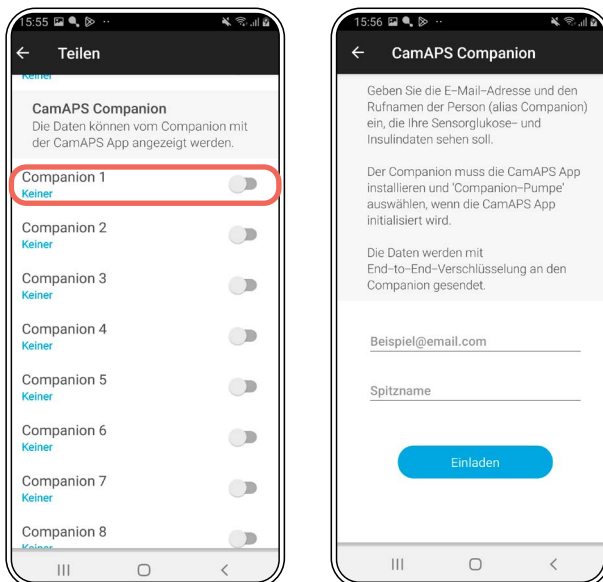 15:55
Teilen
Keiner
CamAPS Companion
Die Daten können vom Companion mit
der CamAPS App angezeigt werden.
Companion 1
Keiner
Companion 2
Keiner
Companion 3
Keiner
Companion 4
Keiner
Companion 5
Keiner
Companion 6
Keiner
Companion 7
Keiner
Companion 8
Keiner
15:56
CamAPS Companion
Geben Sie die E-Mail-Adresse und den
Rufnamen der Person (alias Companion)
ein, die Ihre Sensorglukose- und
Insulindaten sehen soll.
Der Companion muss die CamAPS App
installieren und 'Companion-Pumpe'
auswählen, wenn die CamAPS App
initialisiert wird.
Die Daten werden mit
End-to-End-Verschlüsselung an den
Companion gesendet.
Beispiel@email.com
Spitzname
Einladen